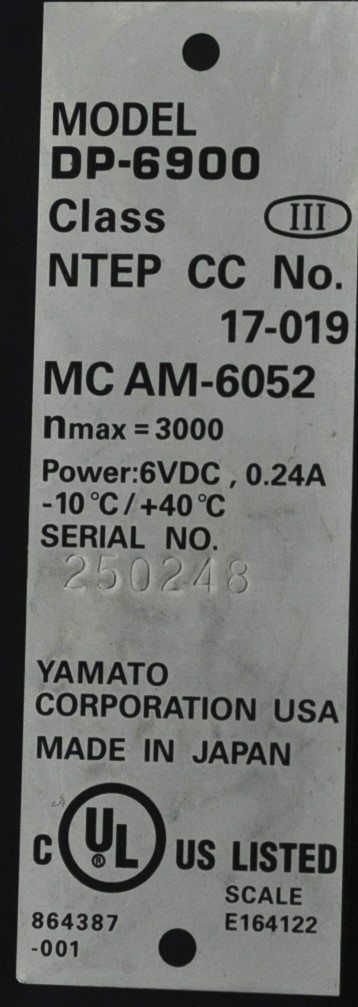 MODEL
DP-6900
Class III
NTEP CC No.
17-019
MC AM-6052
nmax = 3000
Power:6VDC , 0.24A
-10°C/+40°C
SERIAL NO.
250248
YAMATO
CORPORATION USA
MADE IN JAPAN
C UL® US LISTED
SCALE
864387 E164122
-001